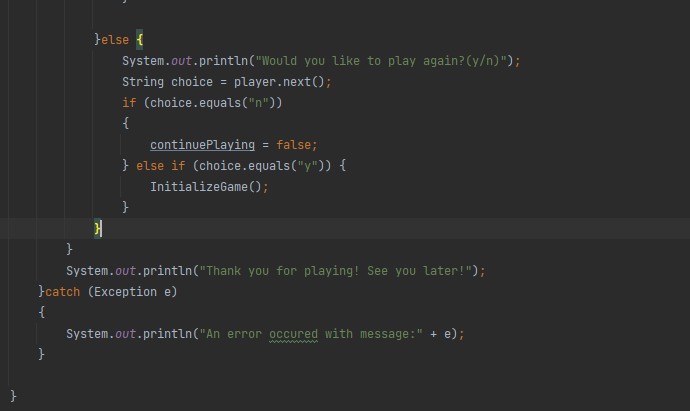 }
}else {
System.out.println("Would you like to play again?(y/n)");
String choice = player.next();
if (choice.equals("n"))
{
continuePlaying = false;
} else if (choice.equals("y")) {
InitializeGame();
}
}
}
System.out.println("Thank you for playing! See you later!");
}catch (Exception e)
{
System.out.println("An error occured with message:" + e);
}
}